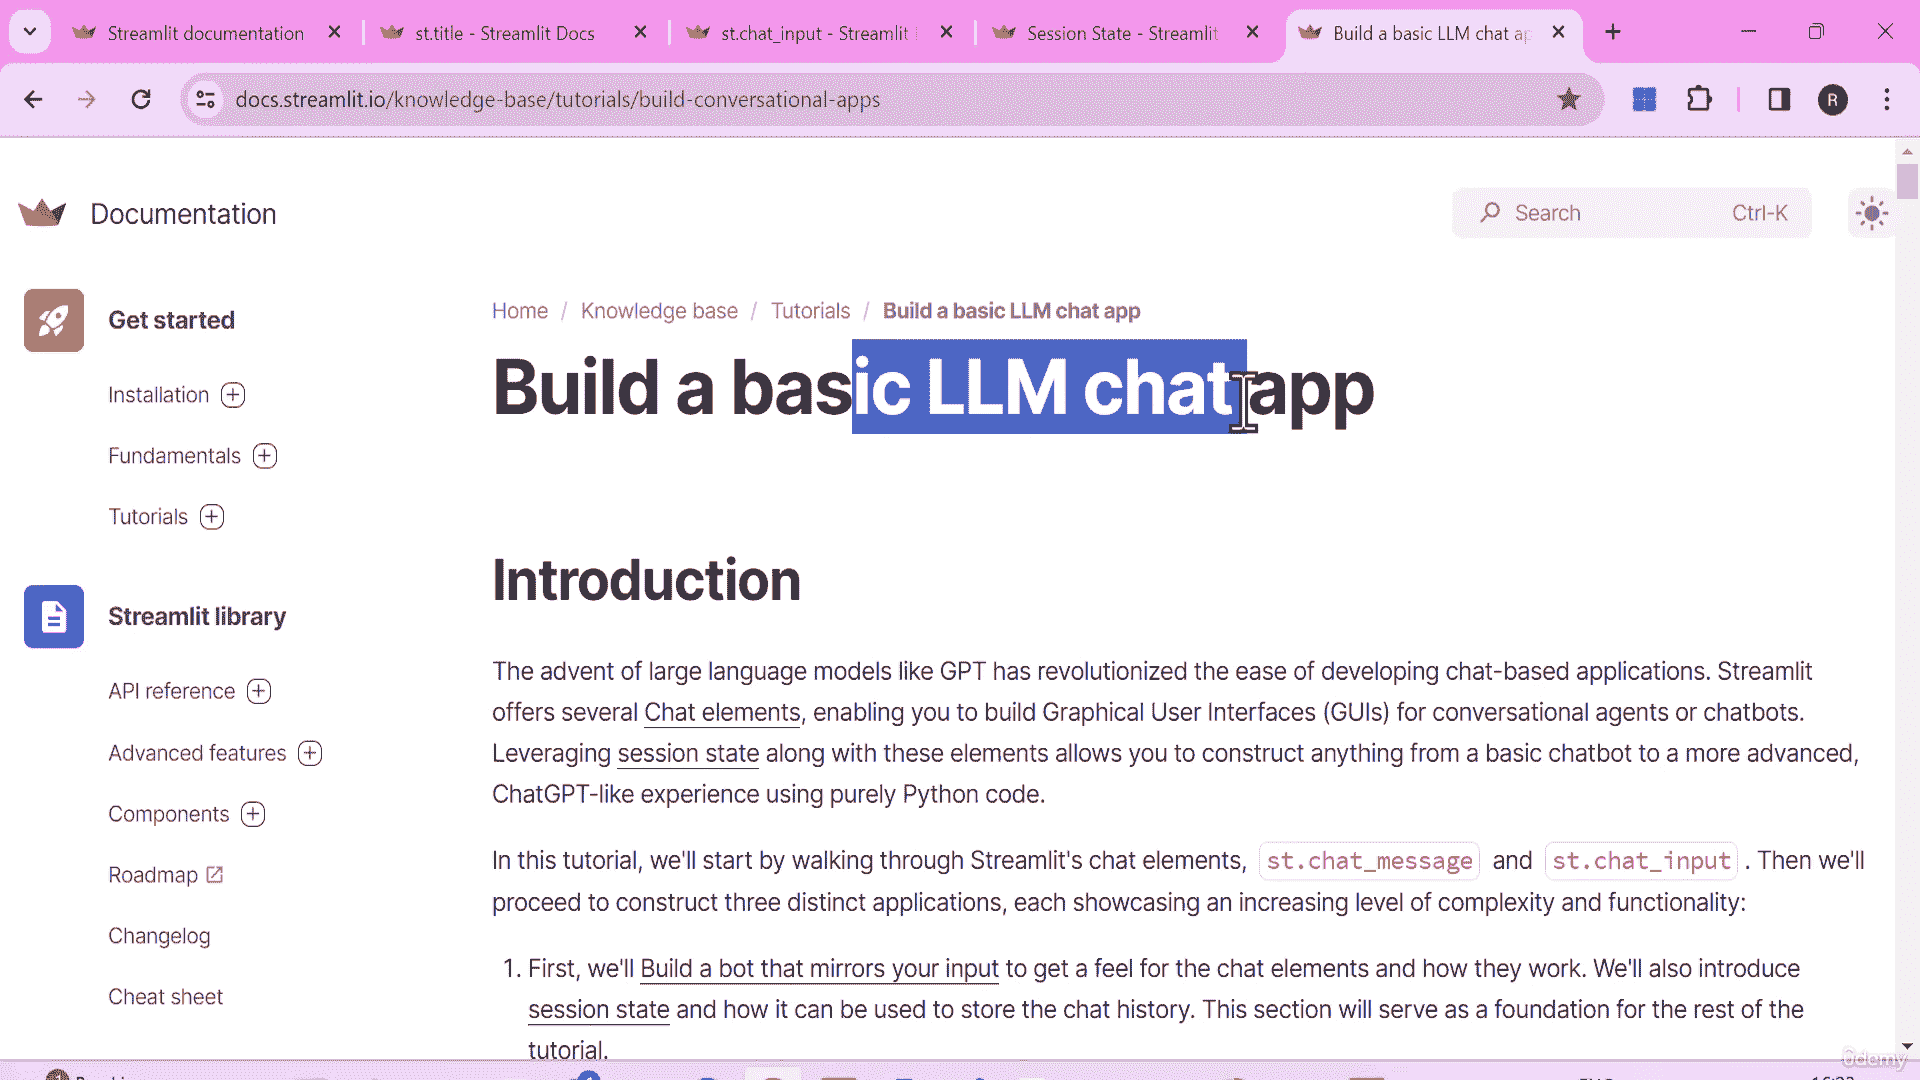 Streamlit documentation
st.title - Streamlit Docs
st.chat_input - Streamlit
Session State - Streamlit
Build a basic LLM chat ap
docs.streamlit.io/knowledge-base/tutorials/build-conversational-apps
R
Documentation
Search Ctrl-K
Get started
Installation
Fundamentals
Tutorials
Streamlit library
API reference
Advanced features
Components
Roadmap
Changelog
Cheat sheet
Home / Knowledge base / Tutorials / Build a basic LLM chat app
Build a basic LLM chat app
Introduction
The advent of large language models like GPT has revolutionized the ease of developing chat-based applications. Streamlit
offers several Chat elements, enabling you to build Graphical User Interfaces (GUIs) for conversational agents or chatbots.
Leveraging session state along with these elements allows you to construct anything from a basic chatbot to a more advanced,
ChatGPT-like experience using purely Python code.
In this tutorial, we'll start by walking through Streamlit's chat elements, st.chat_message and st.chat_input . Then we'll
proceed to construct three distinct applications, each showcasing an increasing level of complexity and functionality:
1. First, we'll Build a bot that mirrors your input to get a feel for the chat elements and how they work. We'll also introduce
session state and how it can be used to store the chat history. This section will serve as a foundation for the rest of the
tutorial.
ûdemy